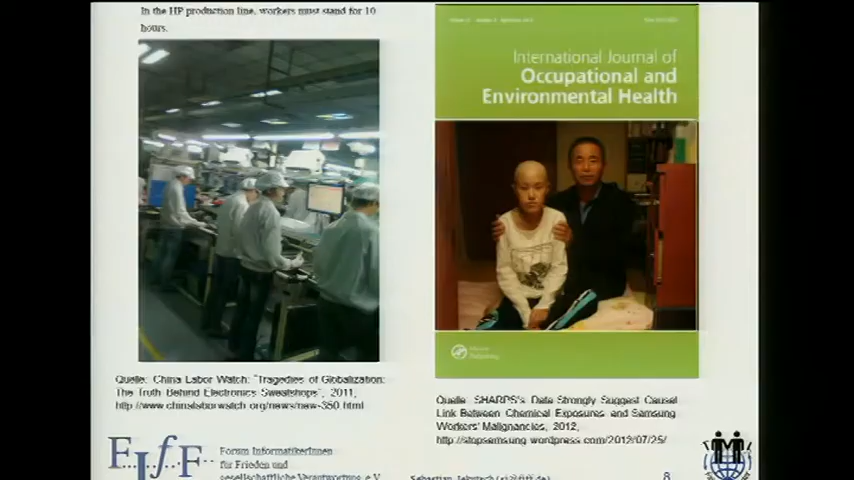 In the HP production line, workers must stand for 10
hours.
International Journal of
Occupational and
Environmental Health
Quelle: China Labor Watch: "Tragedies of Globalization:
The Truth Behind Electronics Sweatshops", 2011,
http://www.chinalaborwatch.org/news/new-350.html
Quelle: SHARPS's Data Strongly Suggest Causal
Link Between Chemical Exposures and Samsung
Workers' Malignancies, 2012,
http://stopsamsung.wordpress.com/2012/07/25/
FIfF
Forum InformatikerInnen
für Frieden und
gesellschaftliche Verantwortung e.V.
Sebastian
8